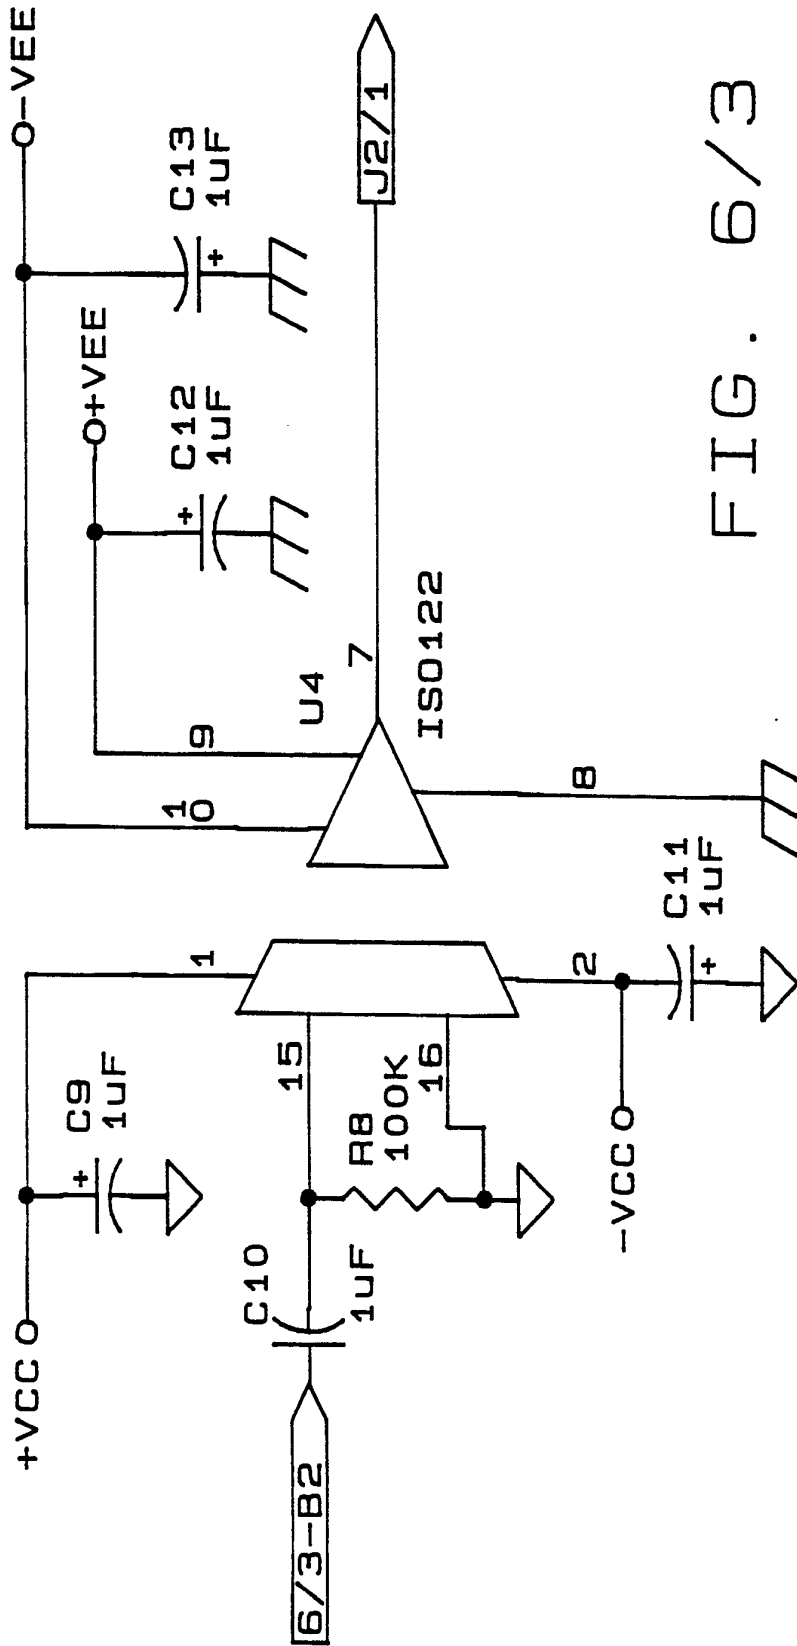 +VCC
-VEE
C9
1uF
+
+VEE
C13
1uF
+
C12
1uF
+
1
10
9
C10
1uF
6/3-B2
15
U4
7
J2/1
R8
100K
16
ISO122
2
8
-VCC
C11
1uF
+
FIG. 6/3